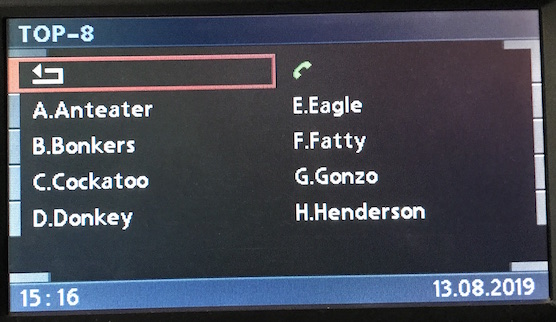 TOP-8
A.Anteater
B.Bonkers
C.Cockatoo
D.Donkey
E.Eagle
F.Fatty
G.Gonzo
H.Henderson
15:16
13.08.2019